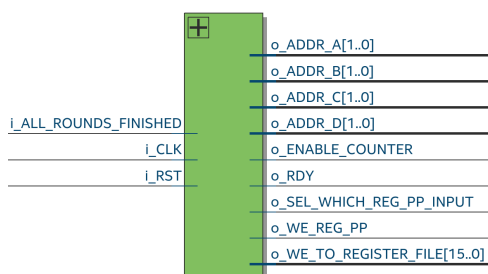 o_ADDR_A[1..0]
o_ADDR_B[1..0]
o_ADDR_C[1..0]
i_ALL_ROUNDS_FINISHED
o_ADDR_D[1..0]
i_CLK
o_ENABLE_COUNTER
i_RST
o_RDY
o_SEL_WHICH_REG_PP_INPUT
o_WE_REG_PP
o_WE_TO_REGISTER_FILE[15..0]